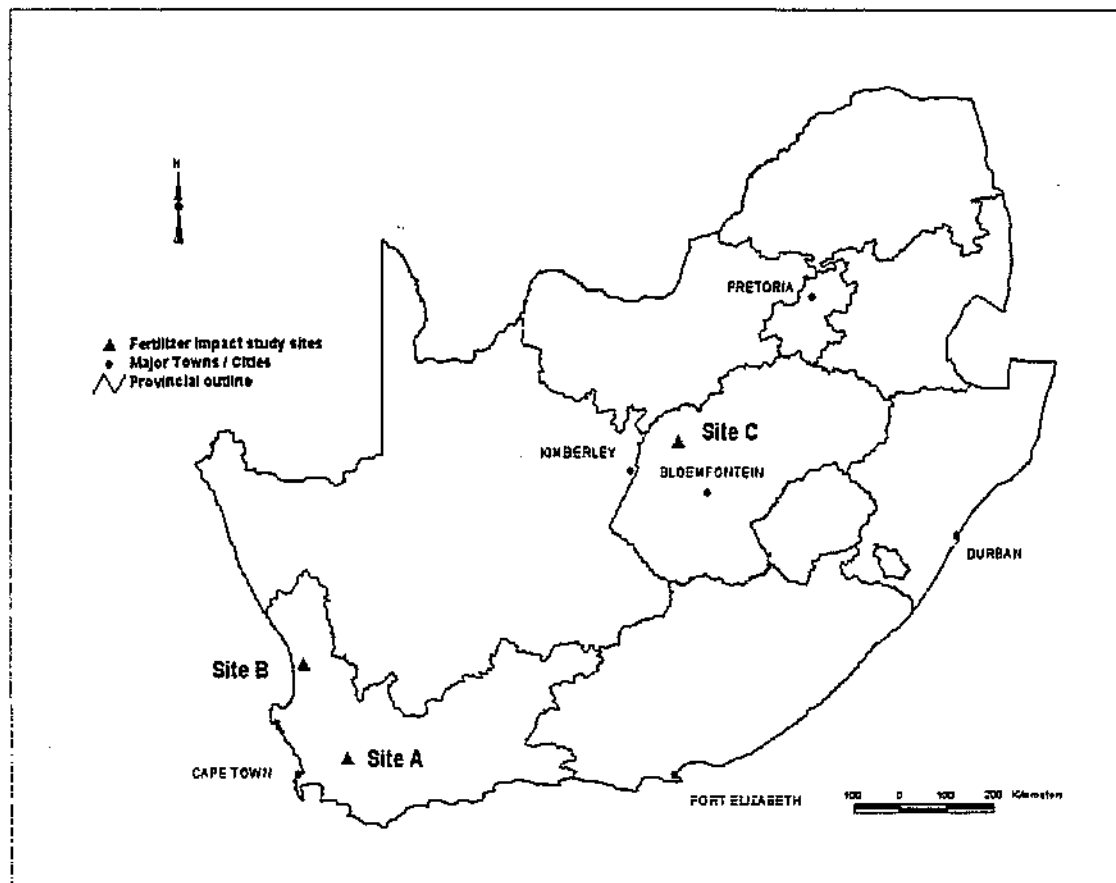 N
PRETORIA
Fertilizer impact study sites
Major Towns / Cities
Provincial outline
Site C
KIMBERLEY
BLOEMFONTEIN
DURBAN
Site B
Site A
CAPE TOWN
PORT ELIZABETH
100 0 100 200 Kilometers